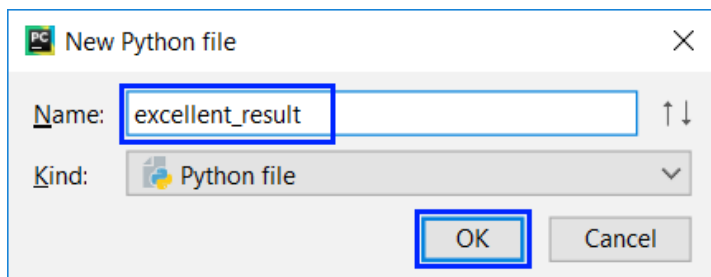 PC New Python file
Name: excellent_result
Kind: Python file
OK Cancel